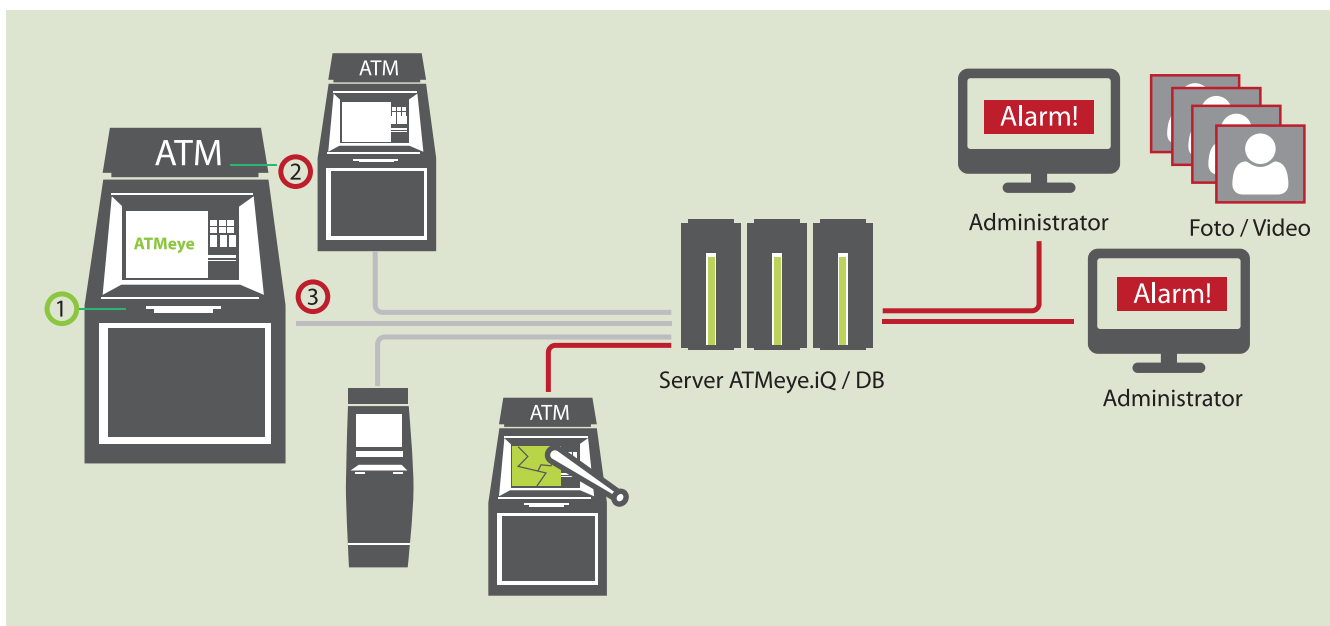 ATM
ATM
2
ATMeye
1
3
ATM
Server ATMeye.iQ / DB
Alarm!
Administrator
Foto / Video
Alarm!
Administrator